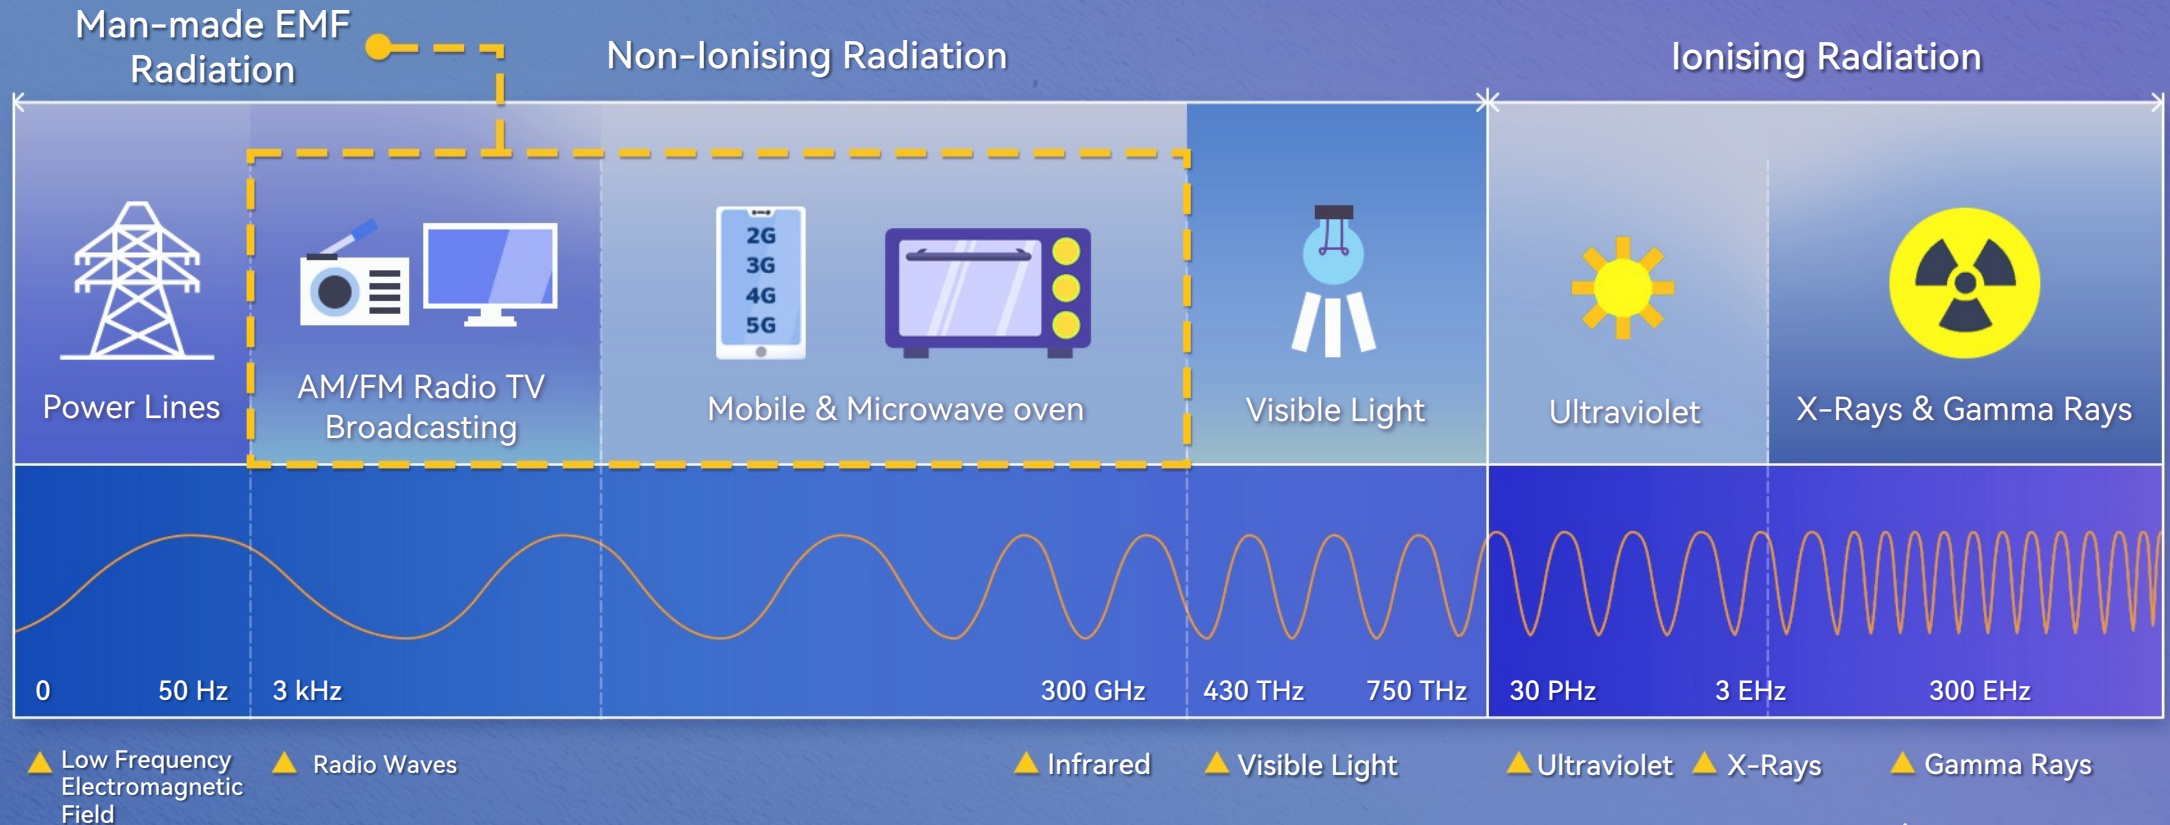 Man-made EMF
Radiation
Non-Ionising Radiation
Ionising Radiation
2G
3G
4G
5G
Power Lines
AM/FM Radio TV
Broadcasting
Mobile & Microwave oven
Visible Light
Ultraviolet
X-Rays & Gamma Rays
0
50 Hz
3 kHz
300 GHz
430 THz
750 THz
30 PHz
3 EHz
300 EHz
Low Frequency
Electromagnetic
Field
Radio Waves
Infrared
Visible Light
Ultraviolet
X-Rays
Gamma Rays